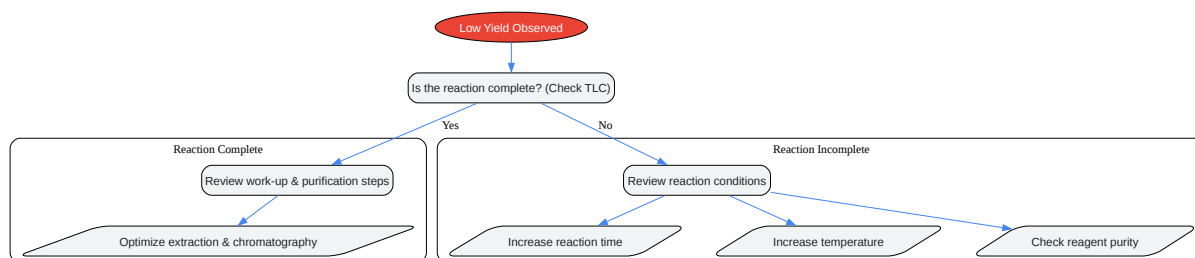 Low Yield Observed
Is the reaction complete? (Check TLC)
Yes
No
Reaction Complete
Reaction Incomplete
Review work-up & purification steps
Review reaction conditions
Optimize extraction & chromatography
Increase reaction time
Increase temperature
Check reagent purity